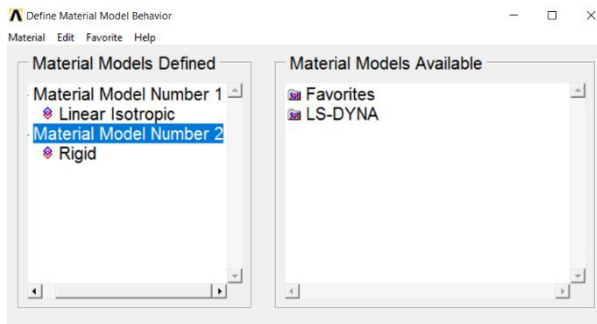 Define Material Model Behavior
Material Edit Favorite Help
Material Models Defined
Material Model Number 1
Linear Isotropic
Material Model Number 2
Rigid
Material Models Available
Favorites
LS-DYNA